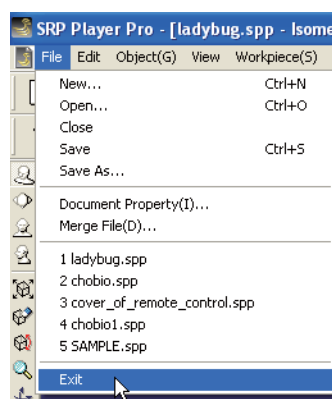 SRP Player Pro - [ladybug.spp - Isome
File Edit Object(G) View Workpiece(S)
New... Ctrl+N
Open... Ctrl+O
Close
Save Ctrl+S
Save As...
Document Property(I)...
Merge File(D)...
1 ladybug.spp
2 chobio.spp
3 cover_of_remote_control.spp
4 chobio1.spp
5 SAMPLE.spp
Exit